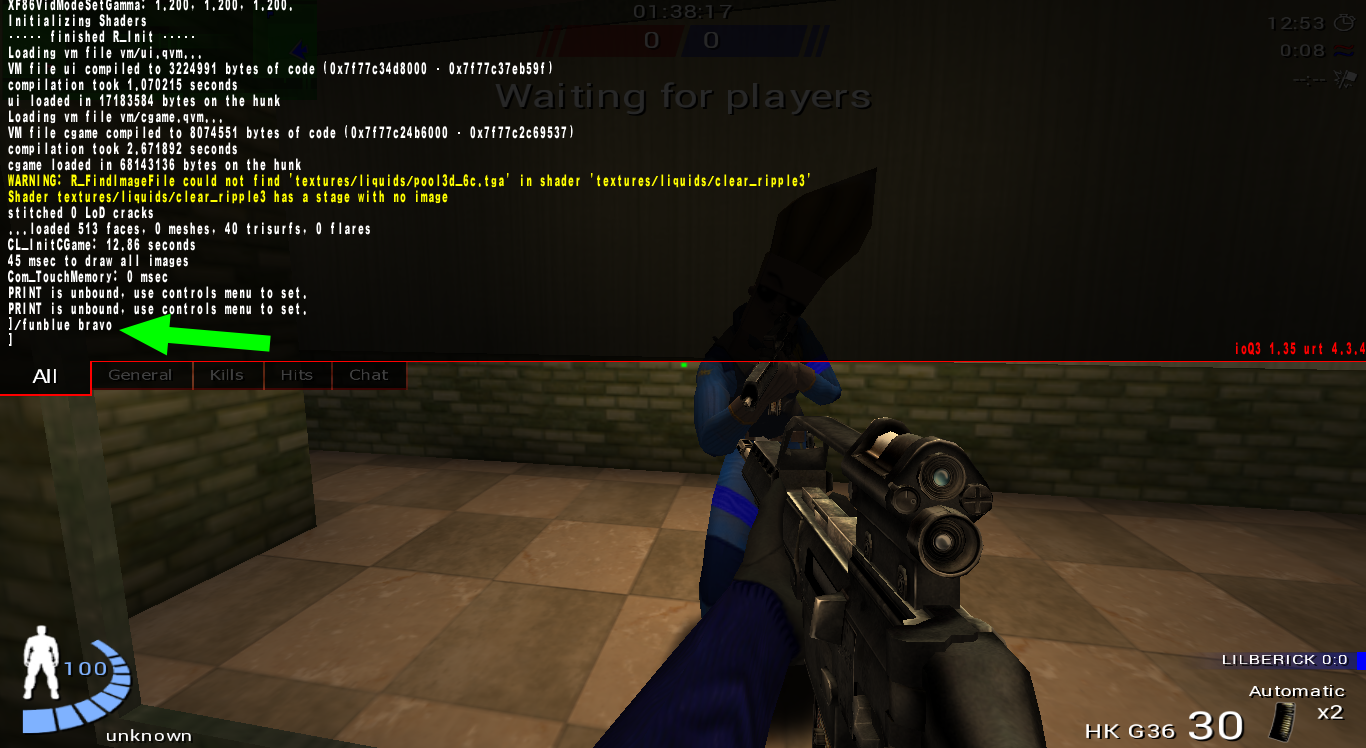 XF86VidModeSetGamma: 1.200, 1.200, 1.200.
Initializing Shaders
----- finished R_Init -----
Loading vm file vm/ui.qvm...
VM file ui compiled to 3224991 bytes of code (0x7f77c34d8000 - 0x7f77c37eb59f)
compilation took 1.070215 seconds
ui loaded in 17183584 bytes on the hunk
Loading vm file vm/cgame.qvm...
VM file cgame compiled to 8074551 bytes of code (0x7f77c24b6000 - 0x7f77c2c69537)
compilation took 2.671892 seconds
cgame loaded in 68143136 bytes on the hunk
WARNING: R_FindImageFile could not find 'textures/liquids/pool3d_6c.tga' in shader 'textures/liquids/clear_ripple3'
Shader textures/liquids/clear_ripple3 has a stage with no image
stitched 0 LoD cracks
...loaded 513 faces, 0 meshes, 40 trisurfs, 0 flares
CL_InitCGame: 12.86 seconds
45 msec to draw all images
Com_TouchMemory: 0 msec
PRINT is unbound, use controls menu to set.
PRINT is unbound, use controls menu to set.
]/funblue bravo
]
01:38:17
0 0
Waiting for players
12:53
0:08
--:--
ioQ3 1.35 urt 4.3.4
All General Kills Hits Chat
100
unknown
LILBERICK 0:0
Automatic
x2
HK G36 30